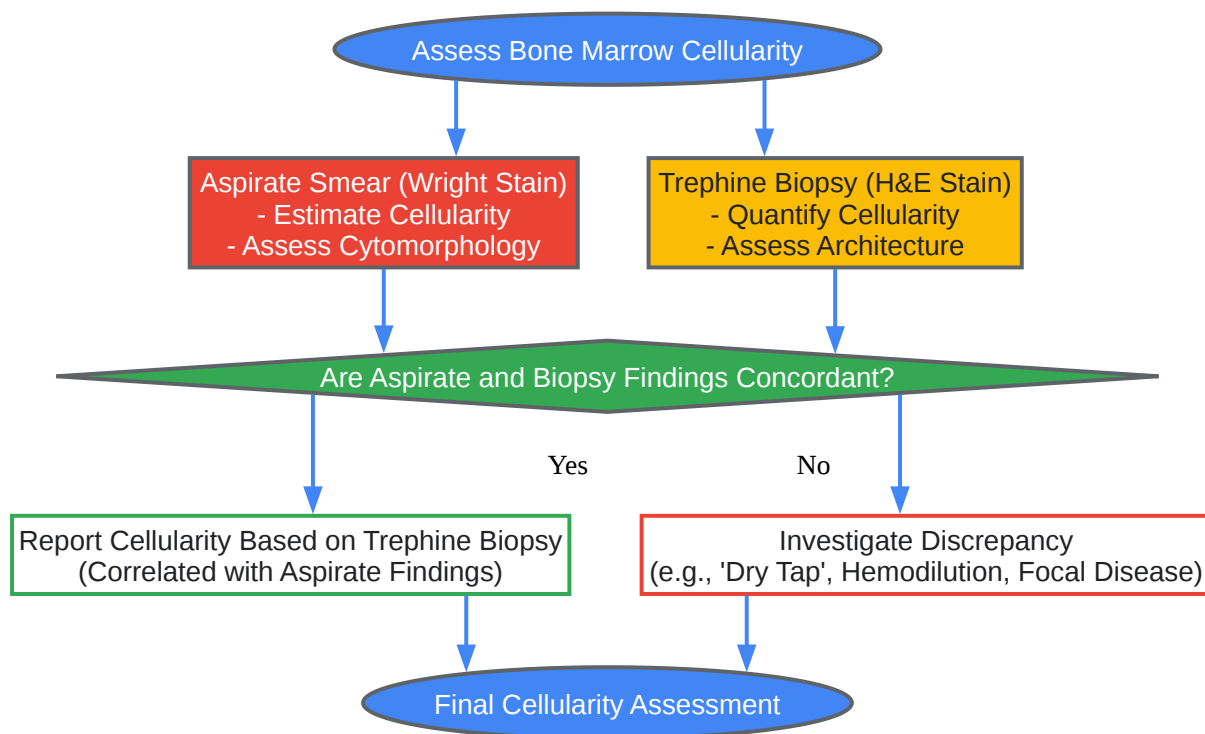 Assess Bone Marrow Cellularity
Aspirate Smear (Wright Stain)
- Estimate Cellularity
- Assess Cytomorphology
Trephine Biopsy (H&E Stain)
- Quantify Cellularity
- Assess Architecture
Are Aspirate and Biopsy Findings Concordant?
Yes
No
Report Cellularity Based on Trephine Biopsy
(Correlated with Aspirate Findings)
Investigate Discrepancy
(e.g., 'Dry Tap', Hemodilution, Focal Disease)
Final Cellularity Assessment